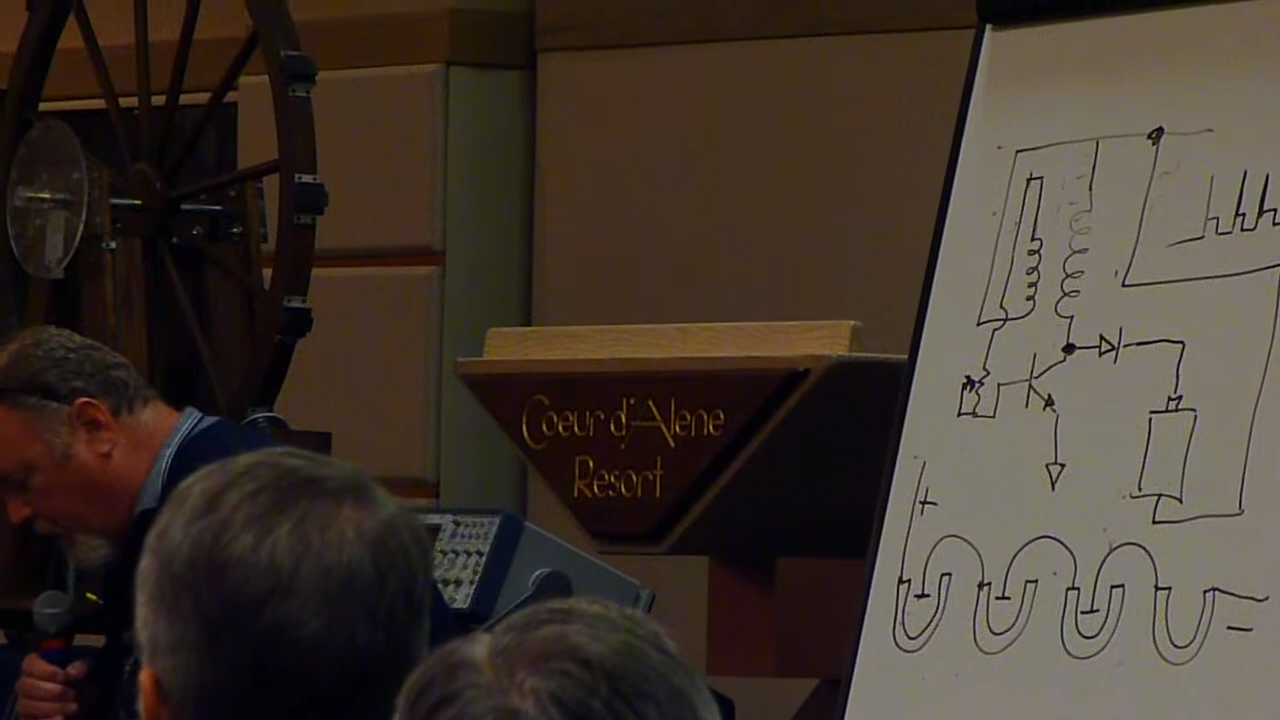 Coeur d'Alene
Resort
+
−